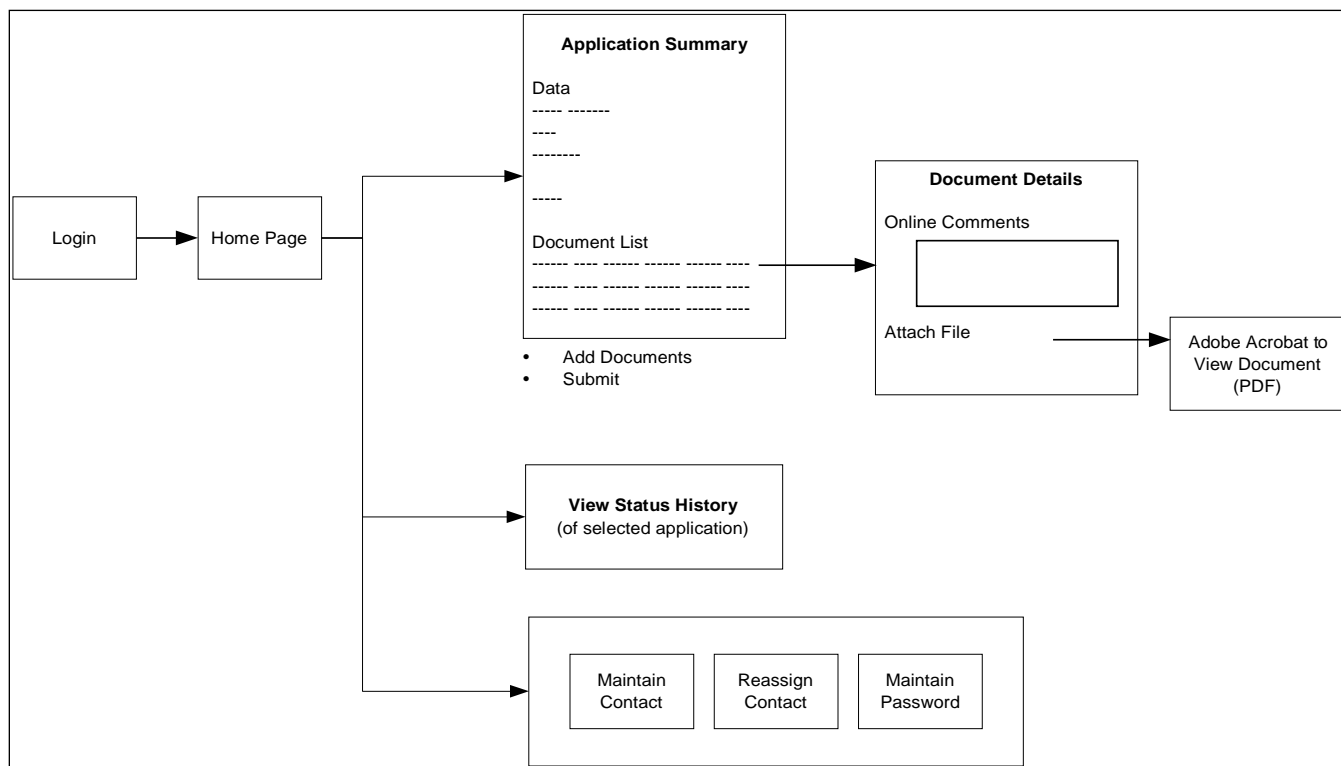 Login
Home Page
Application Summary
Data
----- -------
----
--------
-----
Document List
------ ---- ------ ------ ------ ----
------ ---- ------ ------ ------ ----
------ ---- ------ ------ ------ ----
• Add Documents
• Submit
Document Details
Online Comments
Attach File
Adobe Acrobat to
View Document
(PDF)
View Status History
(of selected application)
Maintain
Contact
Reassign
Contact
Maintain
Password